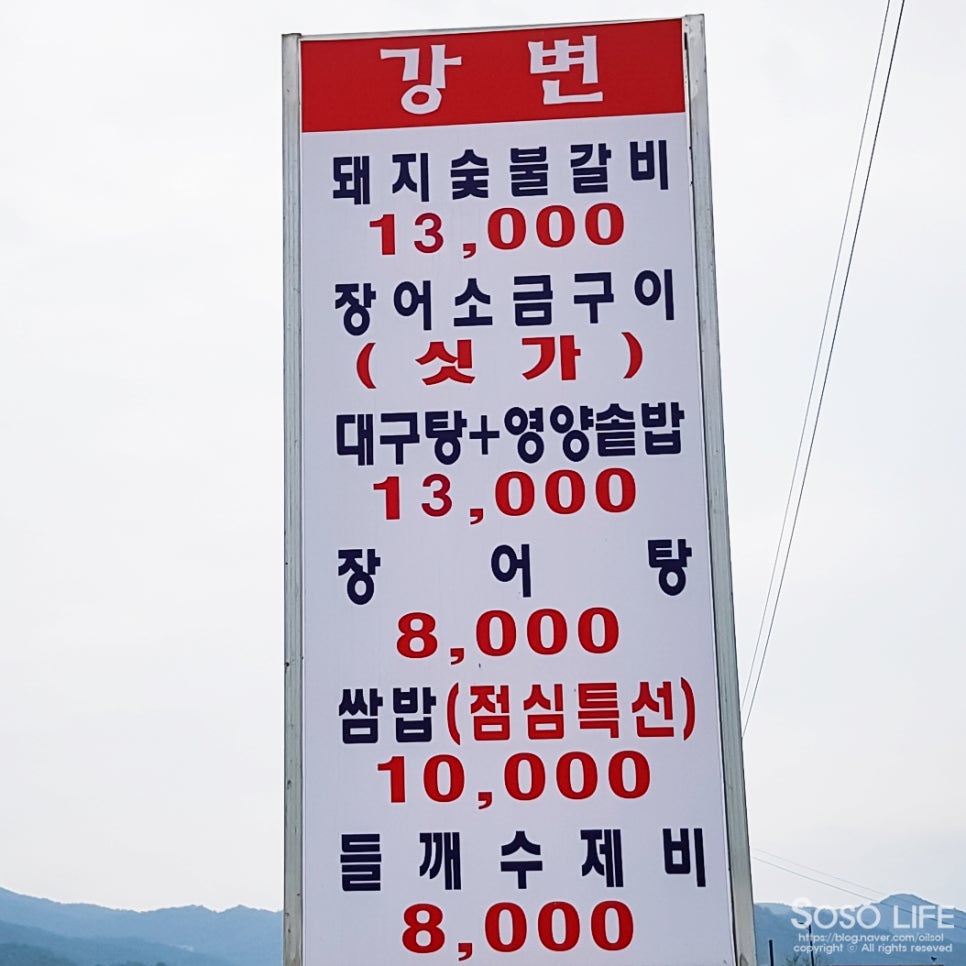 강변
돼지숯불갈비
13,000
장어소금구이
(싯가)
대구탕+영양솥밥
13,000
장어탕
8,000
쌈밥(점심특선)
10,000
들깨수제비
8,000
SOSO LIFE
https://blog.naver.com/oilsol
copyright ⓒ All rights reseved